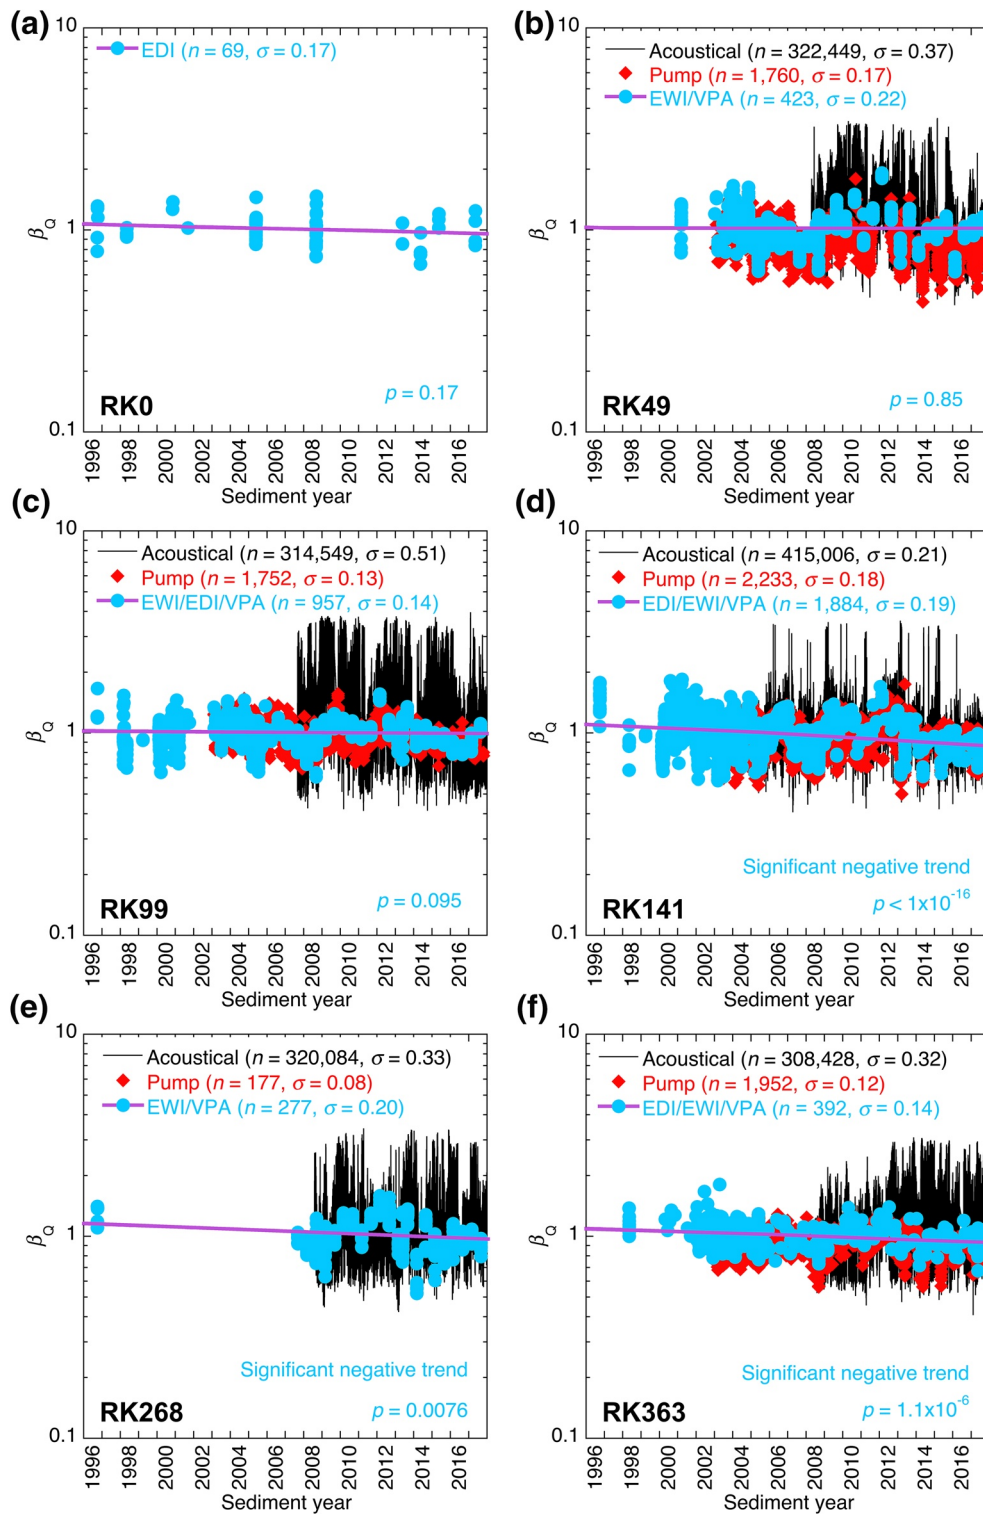 (a)
10
EDI (n = 69, σ = 0.17)
1
βQ
p = 0.17
RK0
0.1
1996 1998 2000 2002 2004 2006 2008 2010 2012 2014 2016
Sediment year
(b)
10
Acoustical (n = 322,449, σ = 0.37)
Pump (n = 1,760, σ = 0.17)
EWI/VPA (n = 423, σ = 0.22)
1
βQ
p = 0.85
RK49
0.1
1996 1998 2000 2002 2004 2006 2008 2010 2012 2014 2016
Sediment year
(c)
10
Acoustical (n = 314,549, σ = 0.51)
Pump (n = 1,752, σ = 0.13)
EWI/EDI/VPA (n = 957, σ = 0.14)
1
βQ
p = 0.095
RK99
0.1
1996 1998 2000 2002 2004 2006 2008 2010 2012 2014 2016
Sediment year
(d)
10
Acoustical (n = 415,006, σ = 0.21)
Pump (n = 2,233, σ = 0.18)
EDI/EWI/VPA (n = 1,884, σ = 0.19)
1
βQ
Significant negative trend
p < 1x10⁻¹⁶
RK141
0.1
1996 1998 2000 2002 2004 2006 2008 2010 2012 2014 2016
Sediment year
(e)
10
Acoustical (n = 320,084, σ = 0.33)
Pump (n = 177, σ = 0.08)
EWI/VPA (n = 277, σ = 0.20)
1
βQ
Significant negative trend
p = 0.0076
RK268
0.1
1996 1998 2000 2002 2004 2006 2008 2010 2012 2014 2016
Sediment year
(f)
10
Acoustical (n = 308,428, σ = 0.32)
Pump (n = 1,952, σ = 0.12)
EDI/EWI/VPA (n = 392, σ = 0.14)
1
βQ
Significant negative trend
p = 1.1x10⁻⁶
RK363
0.1
1996 1998 2000 2002 2004 2006 2008 2010 2012 2014 2016
Sediment year